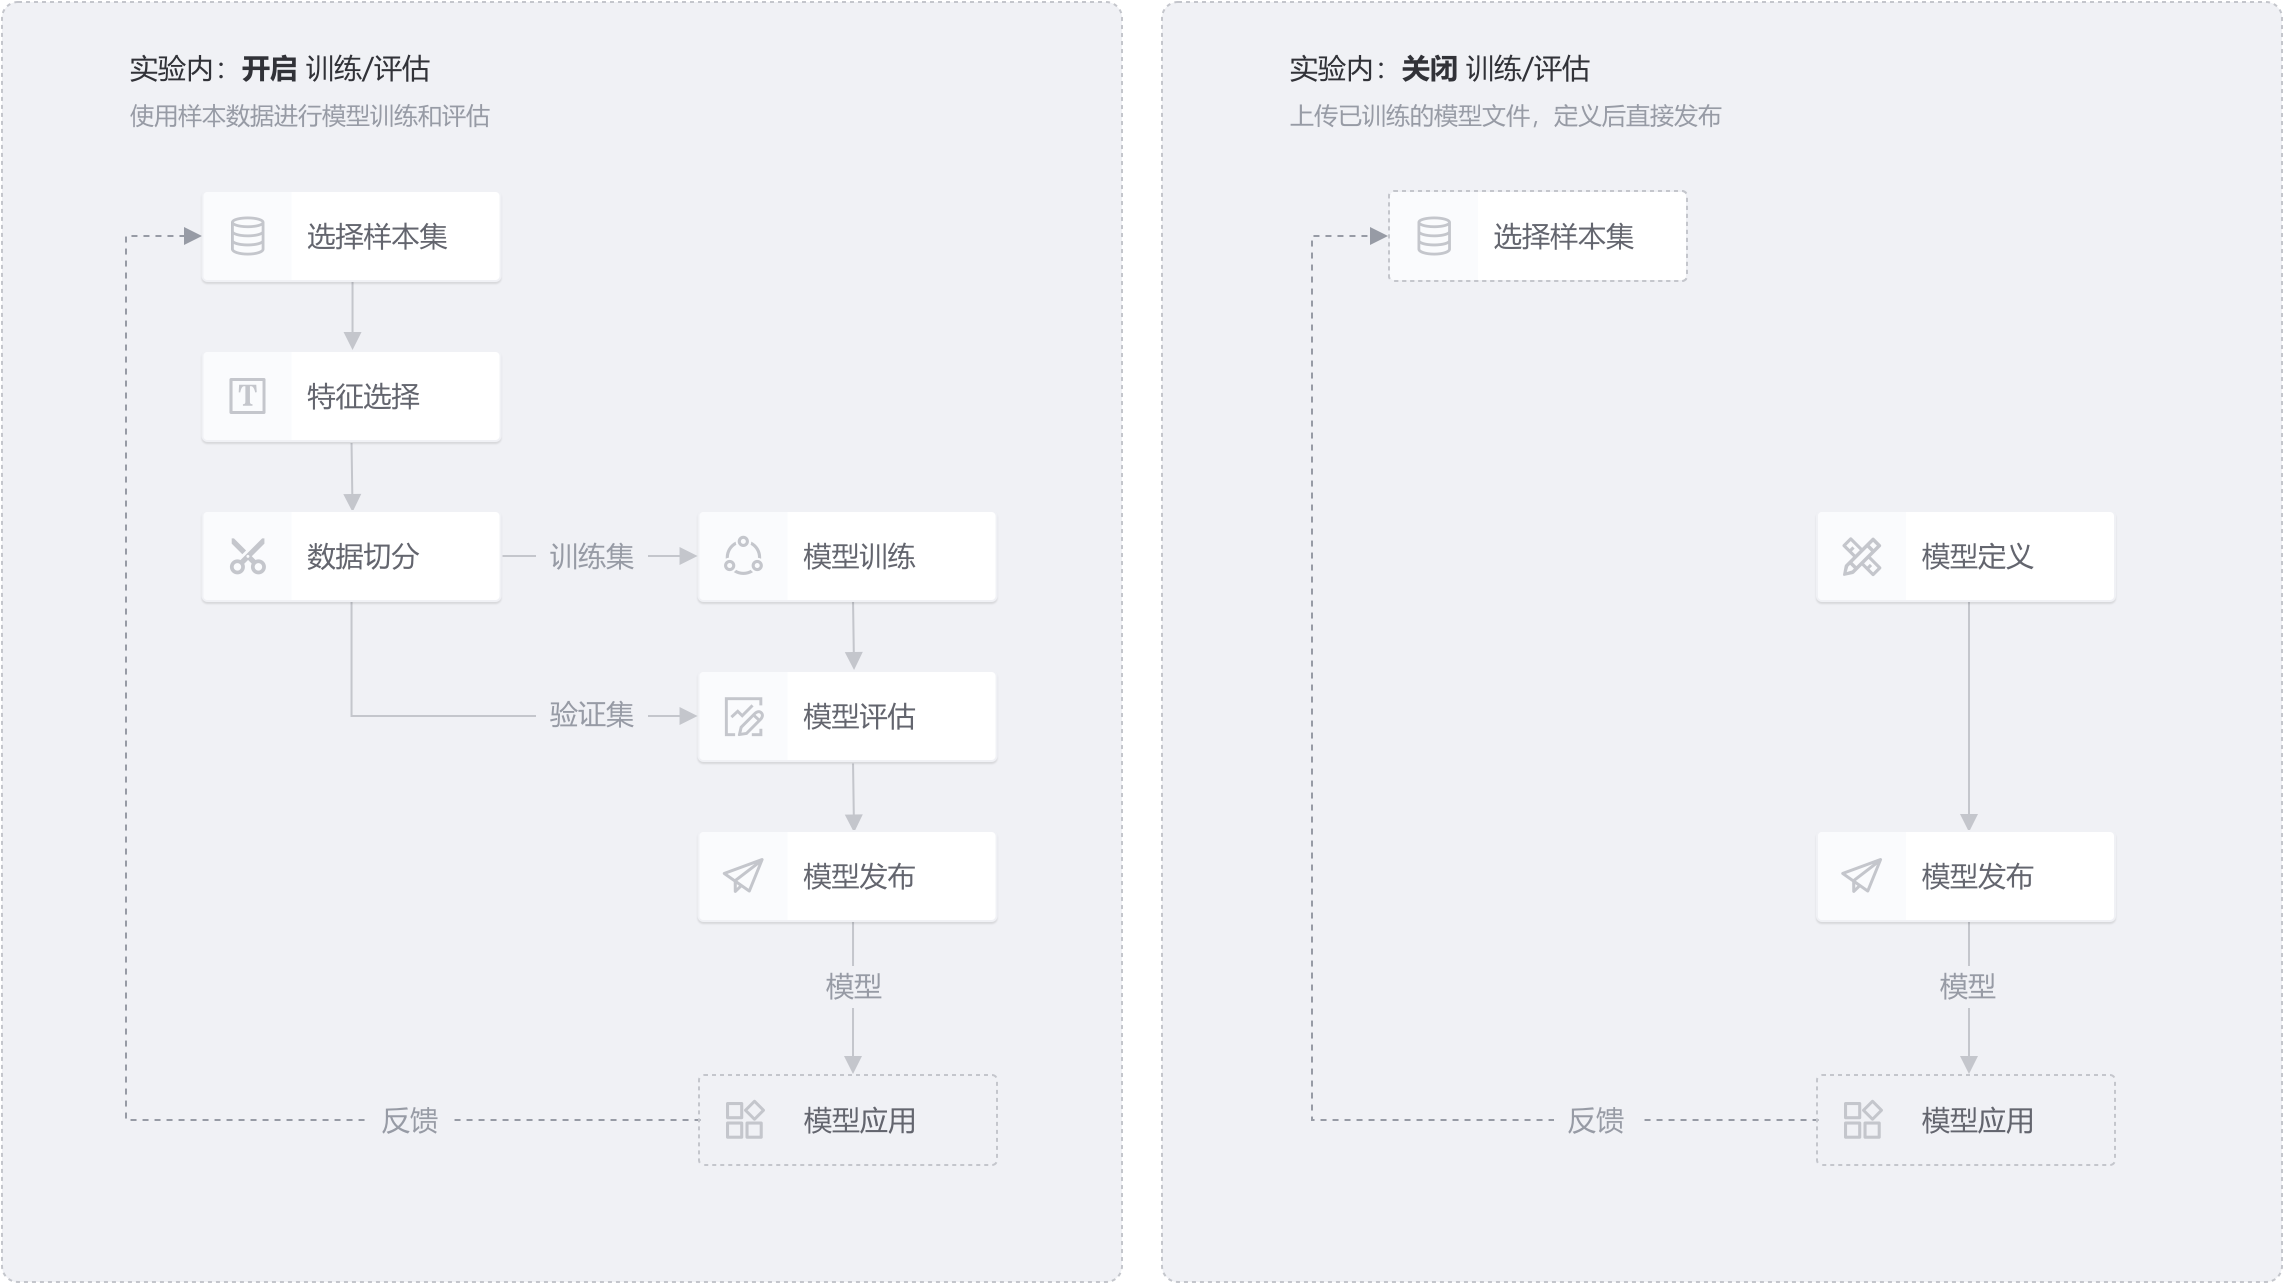 实验内：开启 训练/评估
使用样本数据进行模型训练和评估
选择样本集
特征选择
数据切分
训练集
模型训练
验证集
模型评估
模型发布
模型
反馈
模型应用
实验内：关闭 训练/评估
上传已训练的模型文件，定义后直接发布
选择样本集
模型定义
模型发布
模型
反馈
模型应用